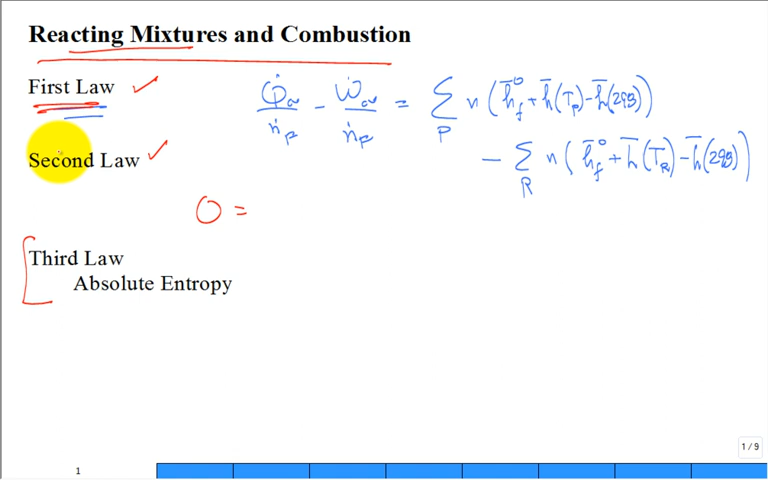 Reacting Mixtures and Combustion
First Law ✓
Q̇cv/ṅF - Ẇcv/ṅF = Σ_P n(h̄°f + h̄(Tp) - h̄(298))
- Σ_R n(h̄°f + h̄(TR) - h̄(298))
Second Law ✓
0 =
Third Law
Absolute Entropy
1/9
1